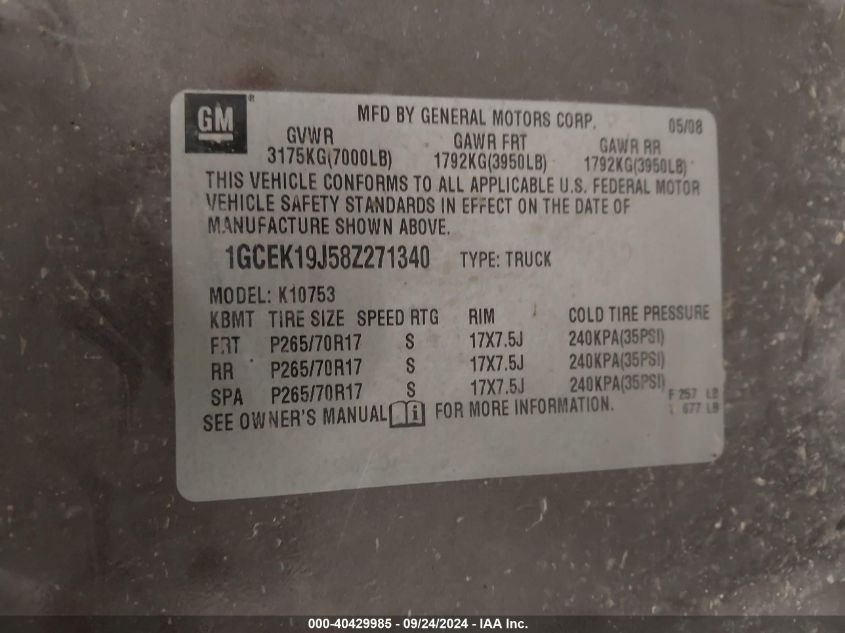 GM
MFD BY GENERAL MOTORS CORP. 05/08
GVWR GAWR FRT GAWR RR
3175KG(7000LB) 1792KG(3950LB) 1792KG(3950LB)
THIS VEHICLE CONFORMS TO ALL APPLICABLE U.S. FEDERAL MOTOR
VEHICLE SAFETY STANDARDS IN EFFECT ON THE DATE OF
MANUFACTURE SHOWN ABOVE.
1GCEK19J58Z271340 TYPE: TRUCK
MODEL: K10753
KBMT TIRE SIZE SPEED RTG RIM COLD TIRE PRESSURE
FRT P265/70R17 S 17X7.5J 240KPA(35PSI)
RR P265/70R17 S 17X7.5J 240KPA(35PSI)
SPA P265/70R17 S 17X7.5J 240KPA(35PSI)
F 257 LB
677 LB
SEE OWNER'S MANUAL FOR MORE INFORMATION.
000-40429985 - 09/24/2024 - IAA Inc.